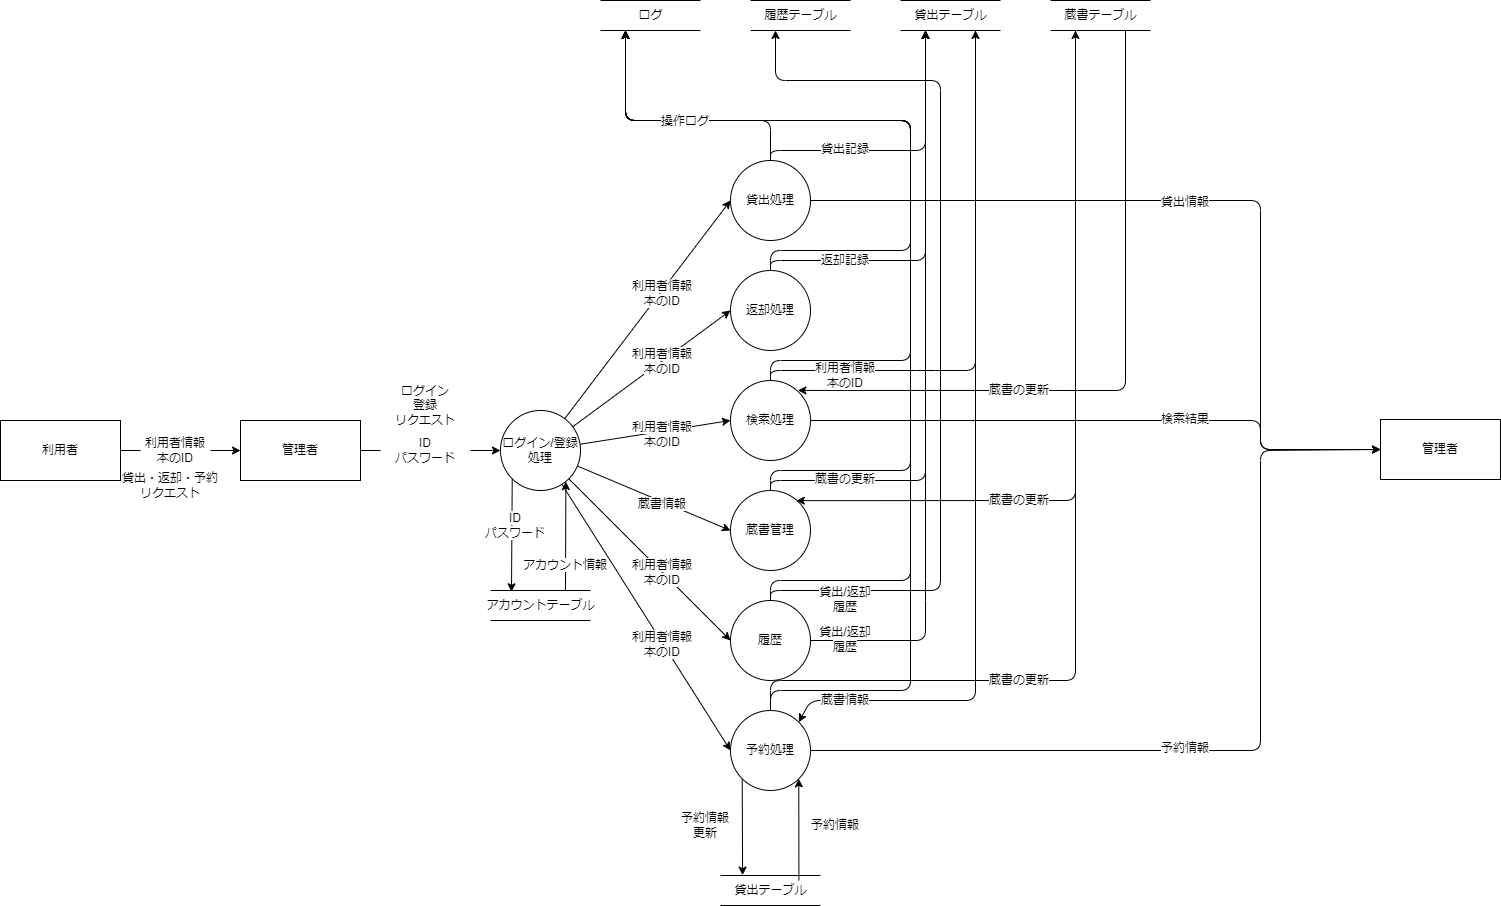 ログ
履歴テーブル
貸出テーブル
蔵書テーブル
操作ログ
貸出記録
貸出処理
貸出情報
返却記録
利用者情報
本のID
返却処理
利用者情報
本のID
利用者情報
本のID
蔵書の更新
ログイン
登録
リクエスト
検索処理
検索結果
利用者情報
本のID
利用者
利用者情報
本のID
貸出・返却・予約
リクエスト
管理者
ID
パスワード
ログイン/登録
処理
管理者
蔵書の更新
蔵書の更新
蔵書情報
蔵書管理
ID
パスワード
アカウント情報
利用者情報
本のID
貸出/返却
履歴
アカウントテーブル
履歴
貸出/返却
履歴
利用者情報
本のID
蔵書の更新
蔵書情報
予約処理
予約情報
予約情報
更新
予約情報
貸出テーブル